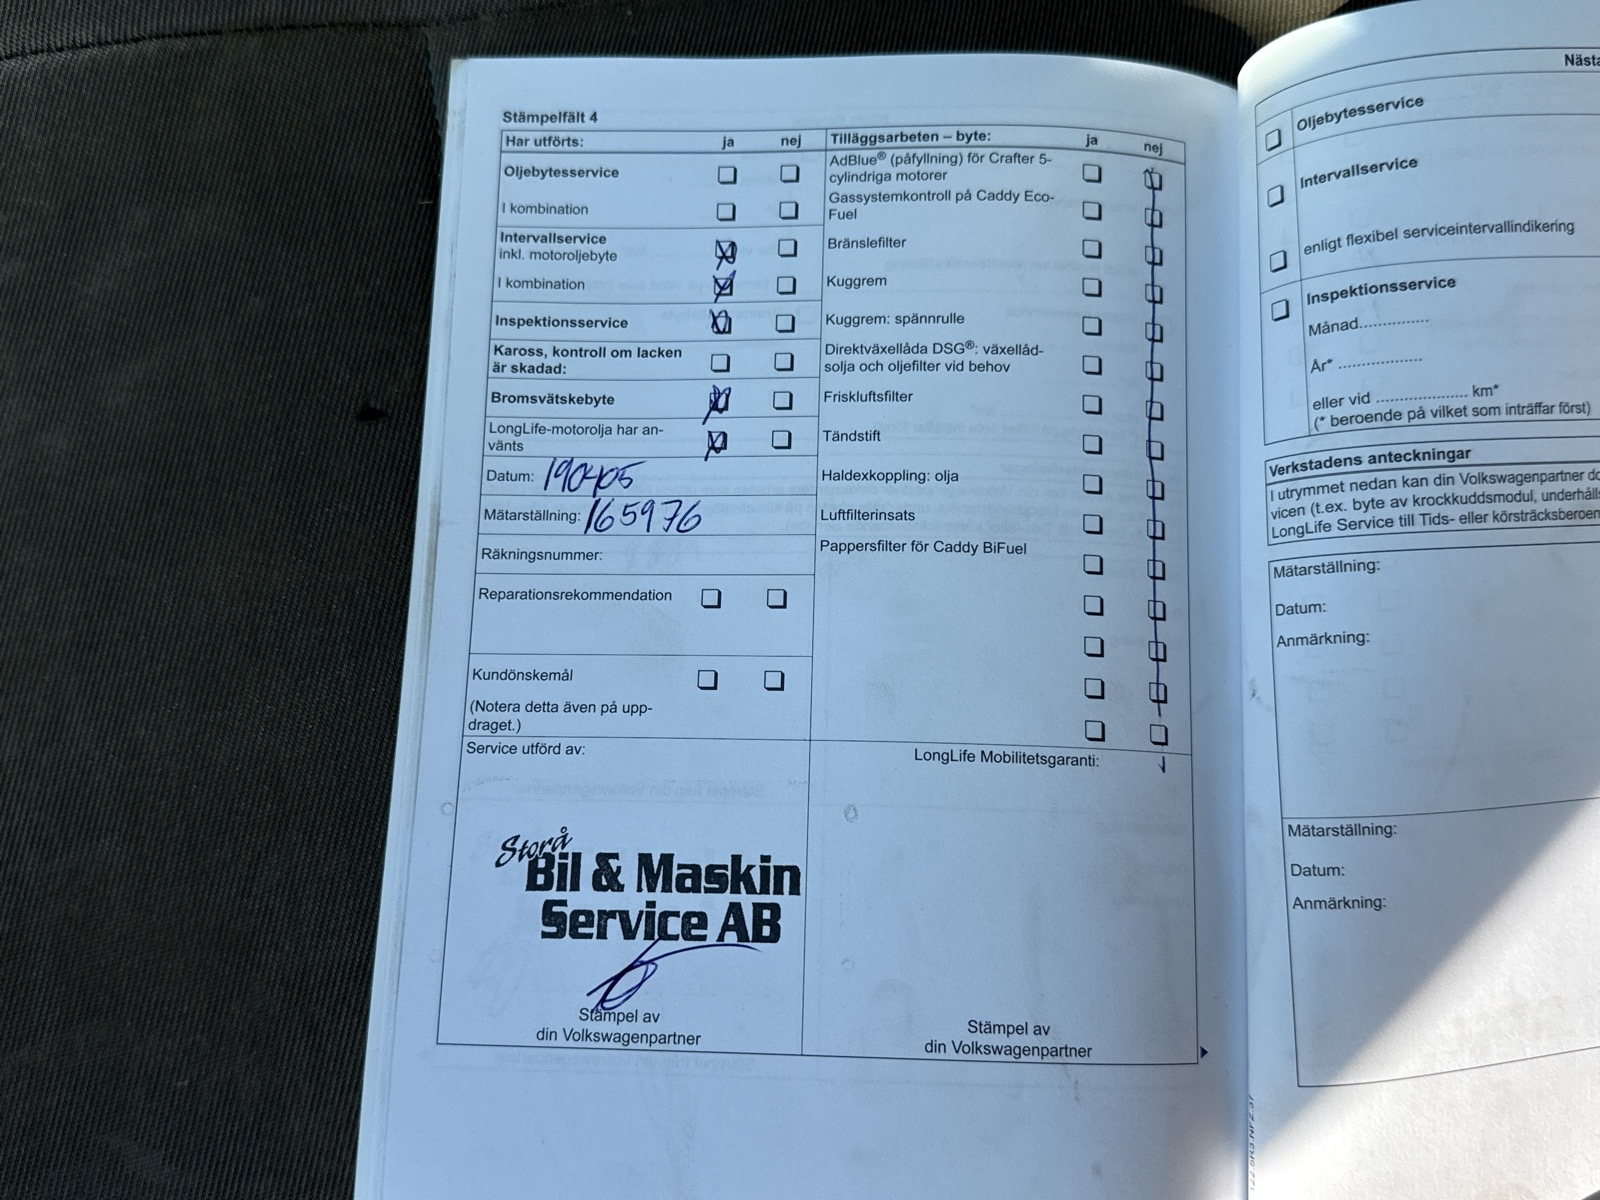 Stämpelfält 4
Har utförts: ja nej
Oljebytesservice
I kombination
Intervallservice
inkl. motoroljebyte
I kombination
Inspektionsservice
Kaross, kontroll om lacken
är skadad:
Bromsvätskebyte
LongLife-motorolja har an-
vänts
Datum: 190405
Mätarställning: 165976
Räkningsnummer:
Reparationsrekommendation
Kundönskemål
(Notera detta även på upp-
draget.)
Service utförd av:
Storå
Bil & Maskin
Service AB
Stämpel av
din Volkswagenpartner
Tilläggsarbeten – byte: ja nej
AdBlue® (påfyllning) för Crafter 5-
cylindriga motorer
Gassystemkontroll på Caddy Eco-
Fuel
Bränslefilter
Kuggrem
Kuggrem: spännrulle
Direktväxellåda DSG®: växellåd-
solja och oljefilter vid behov
Friskluftsfilter
Tändstift
Haldexkoppling: olja
Luftfilterinsats
Pappersfilter för Caddy BiFuel
LongLife Mobilitetsgaranti:
Stämpel av
din Volkswagenpartner
Nästa
Oljebytesservice
Intervallservice
enligt flexibel serviceintervallindikering
Inspektionsservice
Månad...............
År* ...................
eller vid .................... km*
(* beroende på vilket som inträffar först)
Verkstadens anteckningar
I utrymmet nedan kan din Volkswagenpartner do
vicen (t.ex. byte av krockkuddsmodul, underhålls
LongLife Service till Tids- eller körsträcksberoen
Mätarställning:
Datum:
Anmärkning:
Mätarställning:
Datum:
Anmärkning: